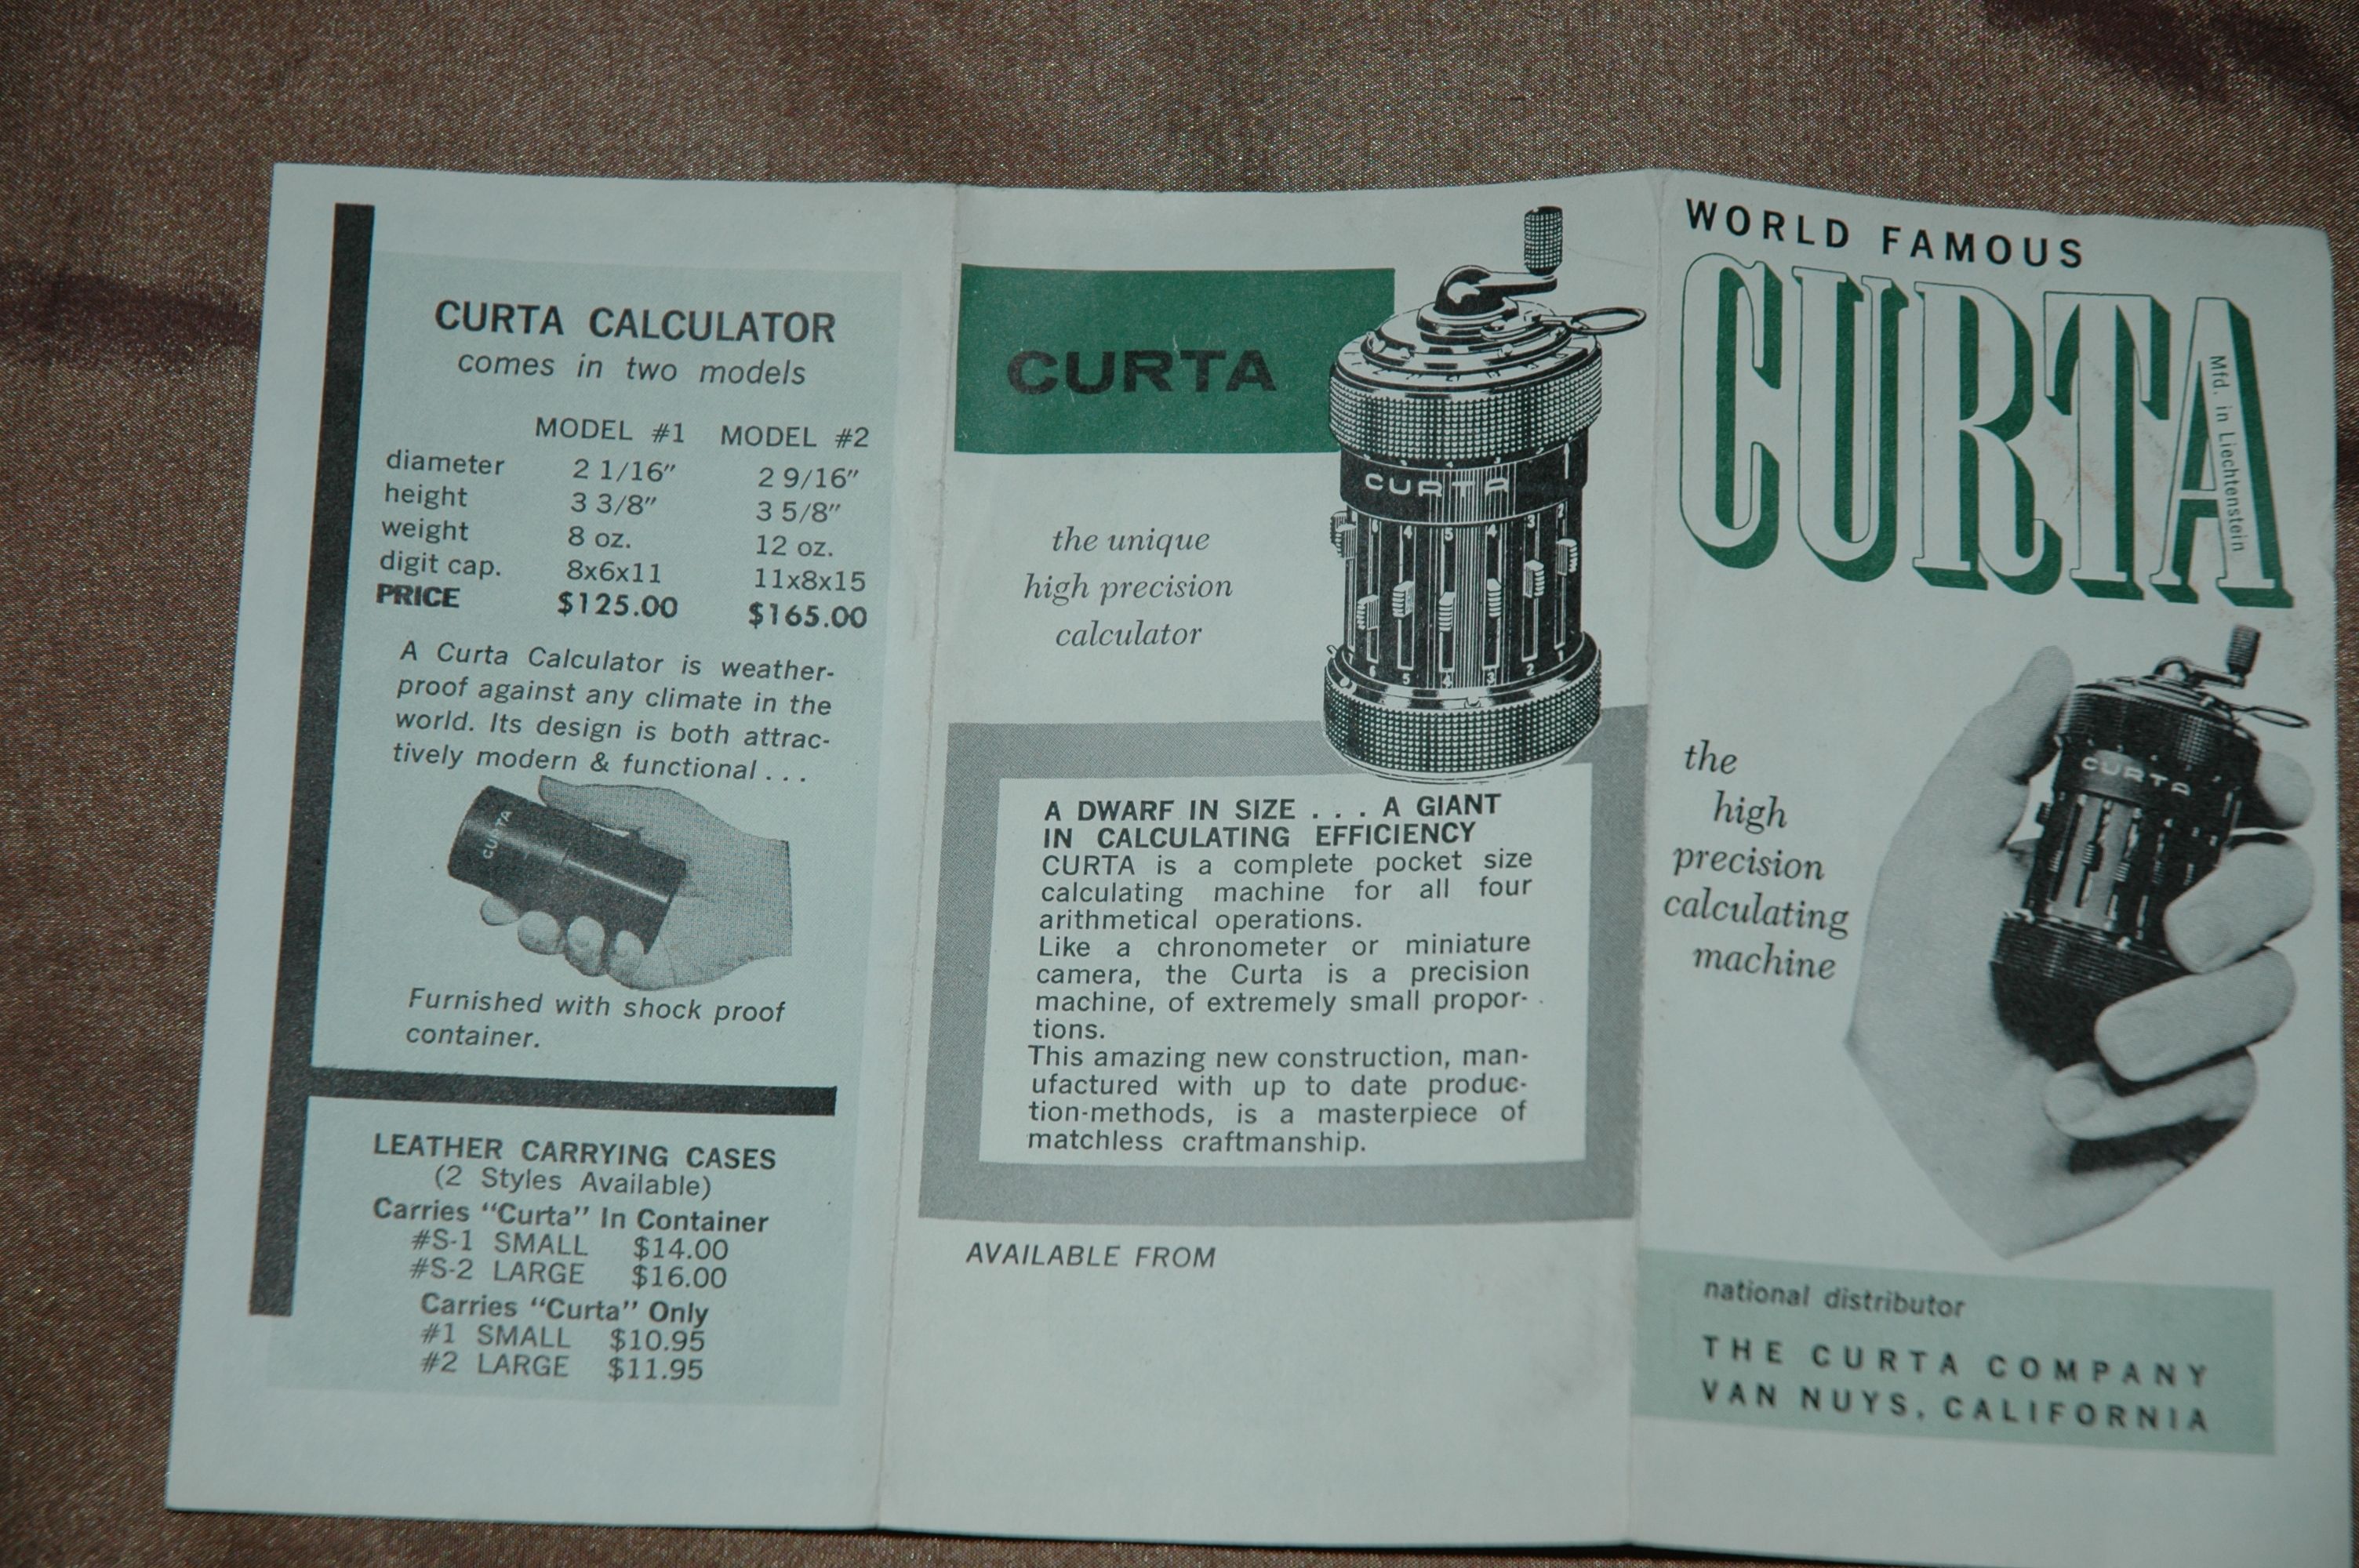 CURTA CALCULATOR
comes in two models
MODEL #1 MODEL #2
diameter 2 1/16” 2 9/16”
height 3 3/8” 3 5/8”
weight 8 oz. 12 oz.
digit cap. 8x6x11 11x8x15
PRICE $125.00 $165.00
A Curta Calculator is weather-
proof against any climate in the
world. Its design is both attrac-
tively modern & functional . . .
CURTA
Furnished with shock proof
container.
LEATHER CARRYING CASES
(2 Styles Available)
Carries “Curta” In Container
#S-1 SMALL $14.00
#S-2 LARGE $16.00
Carries “Curta” Only
#1 SMALL $10.95
#2 LARGE $11.95
CURTA
CURTA
the unique
high precision
calculator
A DWARF IN SIZE . . . A GIANT
IN CALCULATING EFFICIENCY
CURTA is a complete pocket size
calculating machine for all four
arithmetical operations.
Like a chronometer or miniature
camera, the Curta is a precision
machine, of extremely small propor-
tions.
This amazing new construction, man-
ufactured with up to date produc-
tion-methods, is a masterpiece of
matchless craftmanship.
AVAILABLE FROM
WORLD FAMOUS
CURTA
Mfd. in Liechtenstein
the
high
precision
calculating
machine
CURTA
national distributor
THE CURTA COMPANY
VAN NUYS, CALIFORNIA